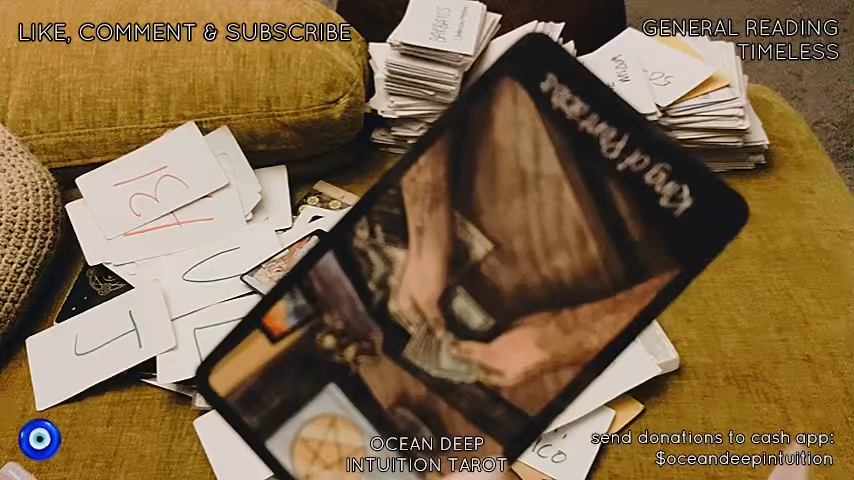 LIKE, COMMENT & SUBSCRIBE
GENERAL READING
TIMELESS
King of Pentacles
OCEAN DEEP
INTUITION TAROT
send donations to cash app:
$oceandeepintuition